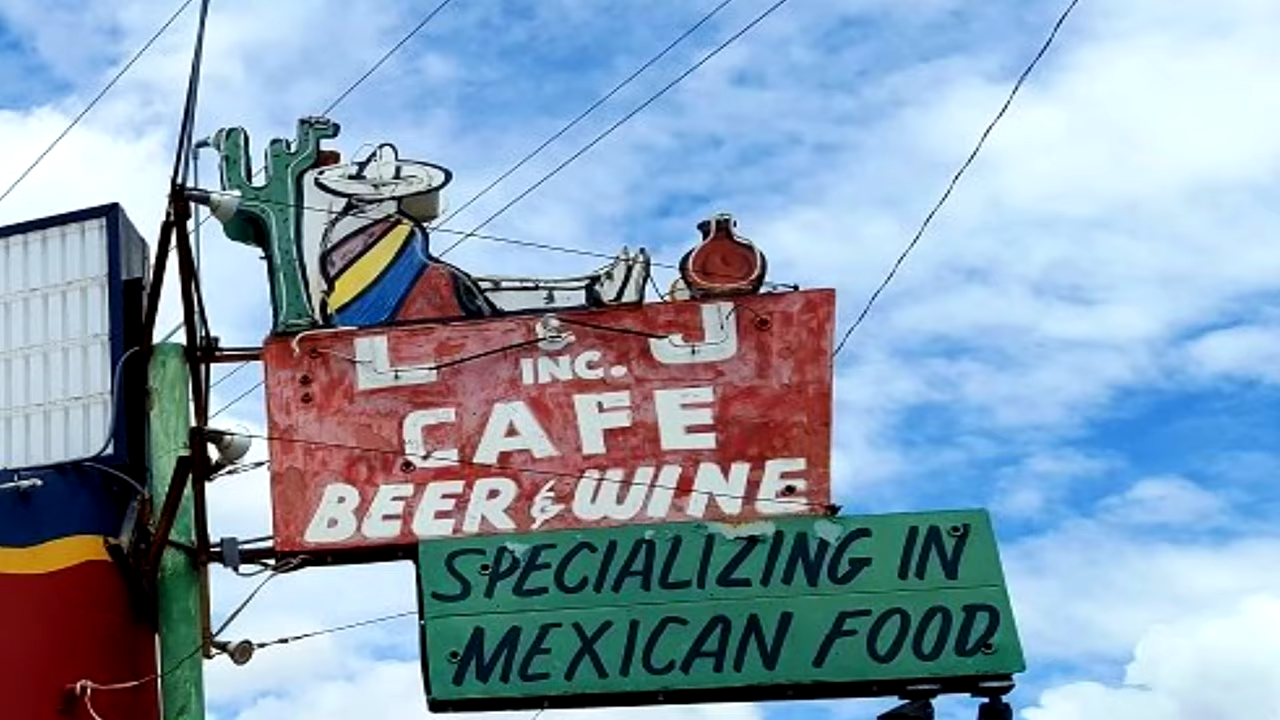 L & J
INC.
CAFE
BEER & WINE
SPECIALIZING IN
MEXICAN FOOD